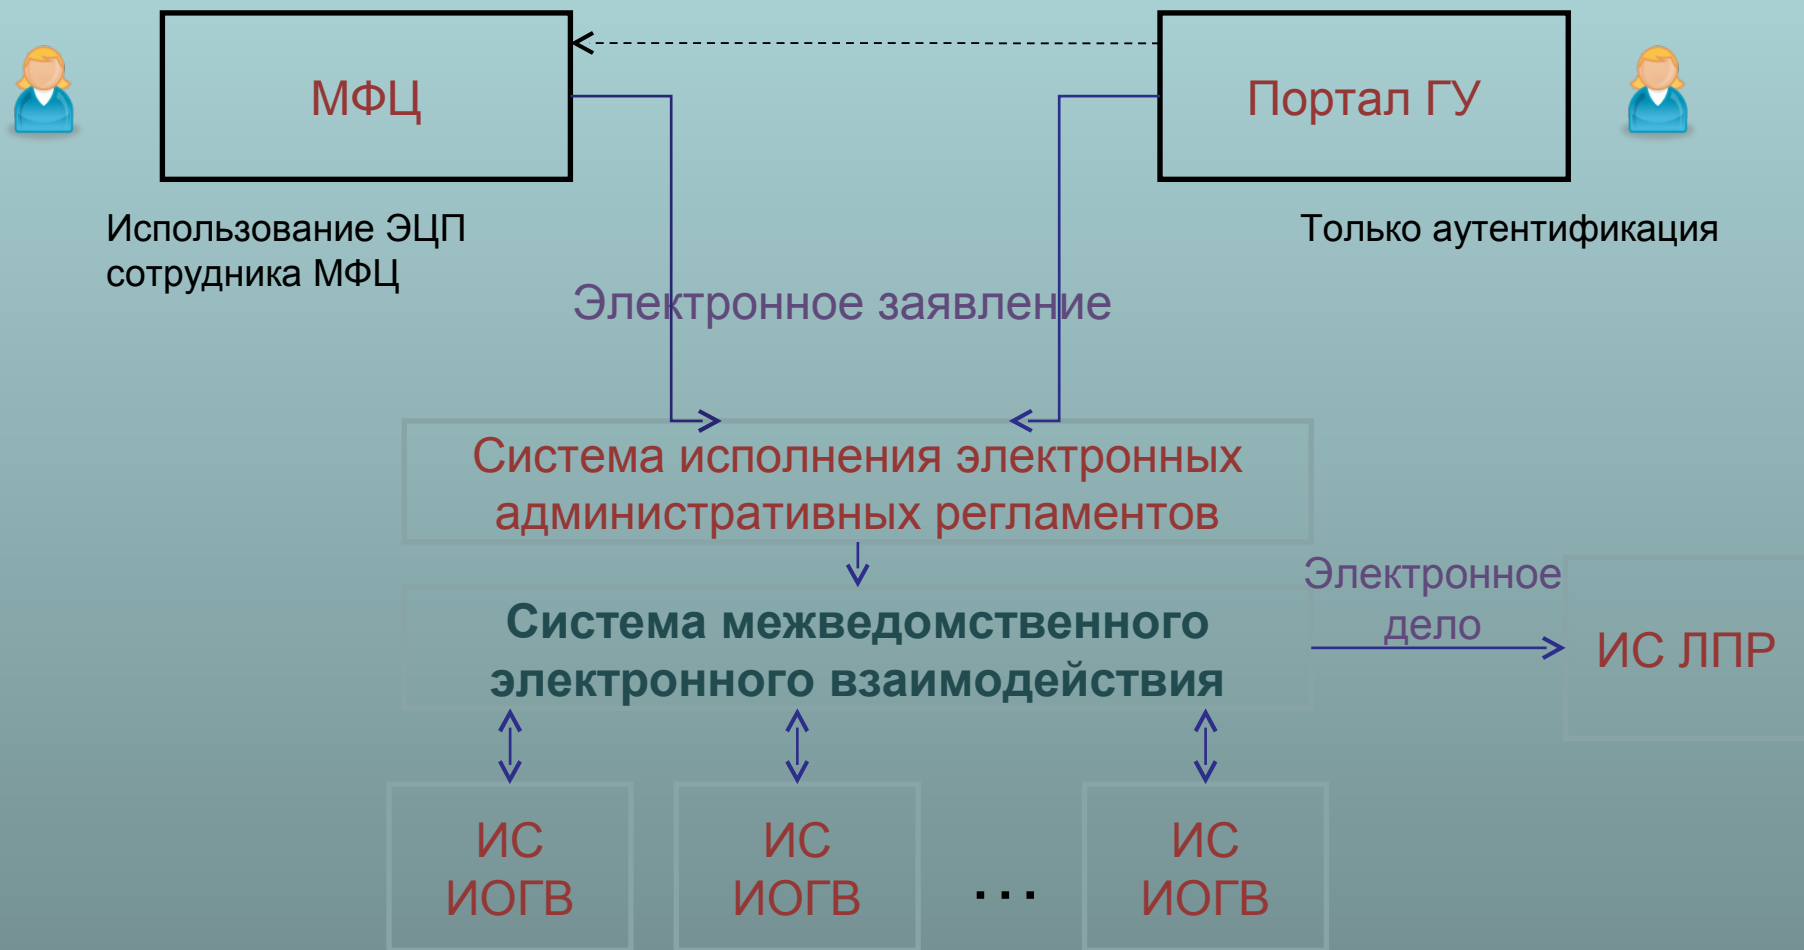 МФЦ
Портал ГУ
Использование ЭЦП
сотрудника МФЦ
Только аутентификация
Электронное заявление
Система исполнения электронных
административных регламентов
Система межведомственного
электронного взаимодействия
Электронное
дело
ИС ЛПР
ИС
ИОГВ
ИС
ИОГВ
...
ИС
ИОГВ